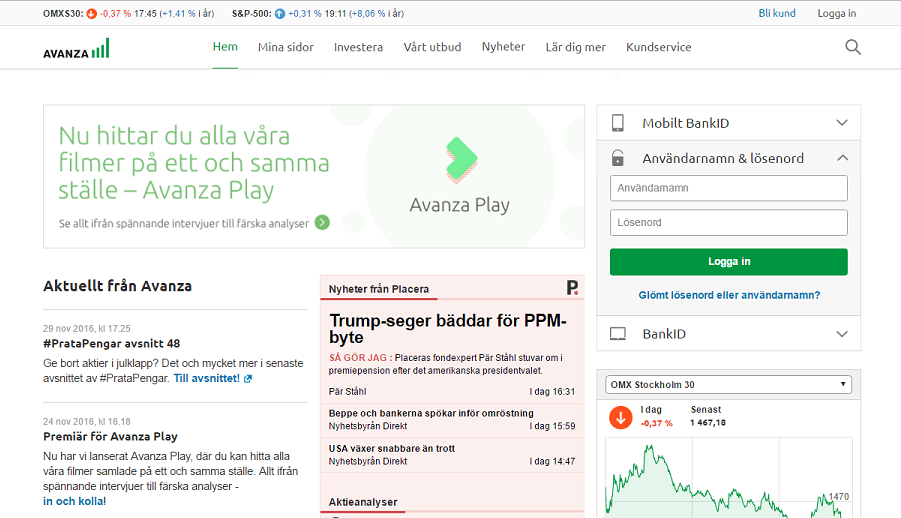 OMXS30: -0,37 % 17:45 (+1,41 % i år) S&P-500: +0,31 % 19:11 (+8,06 % i år) Bli kund Logga in
AVANZA Hem Mina sidor Investera Vårt utbud Nyheter Lär dig mer Kundservice
Nu hittar du alla våra
filmer på ett och samma
ställe – Avanza Play
Se allt ifrån spännande intervjuer till färska analyser
Avanza Play
Mobilt BankID
Användarnamn & lösenord
Användarnamn
Lösenord
Logga in
Glömt lösenord eller användarnamn?
BankID
Aktuellt från Avanza
29 nov 2016, kl 17.25
#PrataPengar avsnitt 48
Ge bort aktier i julklapp? Det och mycket mer i senaste
avsnittet av #PrataPengar. Till avsnittet!
24 nov 2016, kl 16.18
Premiär för Avanza Play
Nu har vi lanserat Avanza Play, där du kan hitta alla
våra filmer samlade på ett och samma ställe. Allt ifrån
spännande intervjuer till färska analyser -
in och kolla!
Nyheter från Placera P.
Trump-seger bäddar för PPM-
byte
SÅ GÖR JAG : Placeras fondexpert Pär Ståhl stuvar om i
premiepension efter det amerikanska presidentvalet.
Pär Ståhl I dag 16:31
Beppe och bankerna spökar inför omröstning
Nyhetsbyrån Direkt I dag 15:59
USA växer snabbare än trott
Nyhetsbyrån Direkt I dag 14:47
Aktieanalyser
OMX Stockholm 30
I dag Senast
-0,37 % 1 467,18
1470